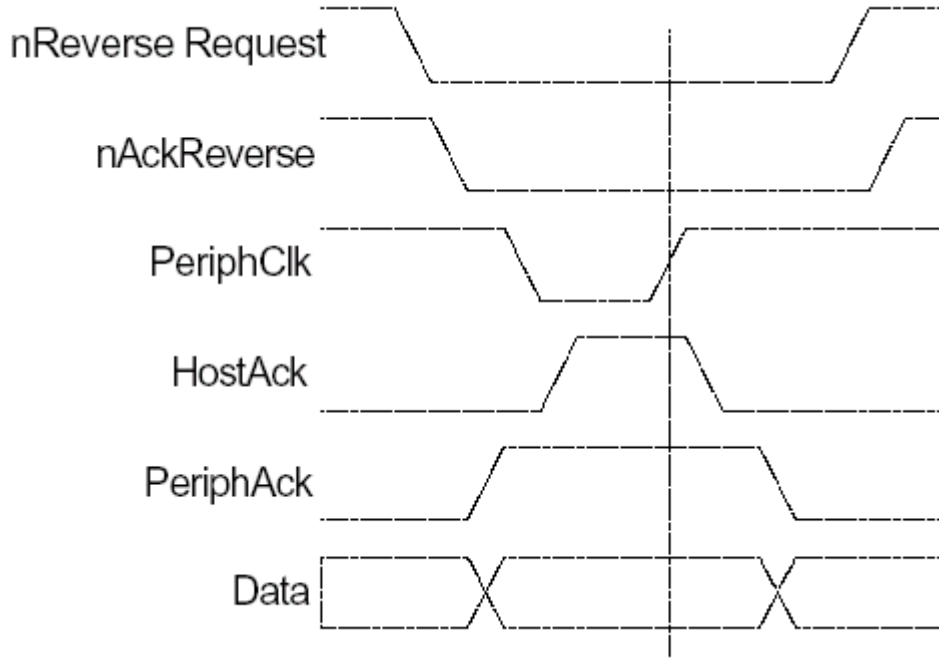 nReverse Request
nAckReverse
PeriphClk
HostAck
PeriphAck
Data